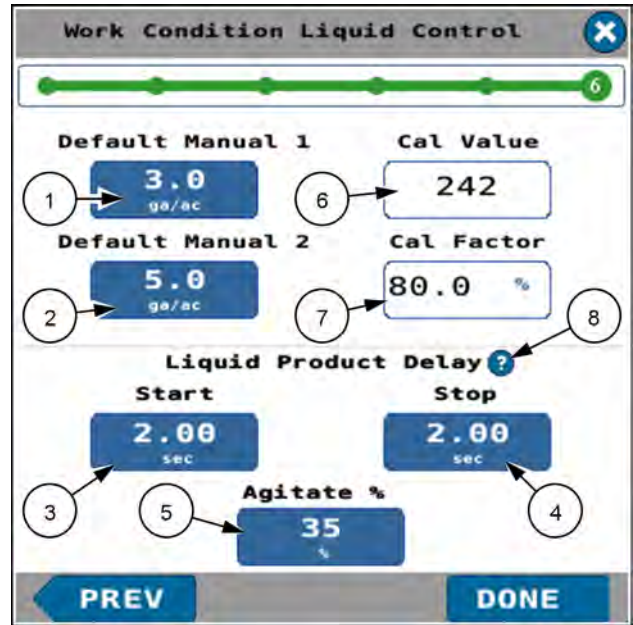 Work Condition Liquid Control
6
Default Manual 1 Cal Value
1 3.0 ga/ac 6 242
Default Manual 2 Cal Factor
2 5.0 ga/ac 7 80.0 % 8
Liquid Product Delay ?
Start Stop
2.00 sec 2.00 sec
3 5 Agitate % 4
35
%
PREV DONE